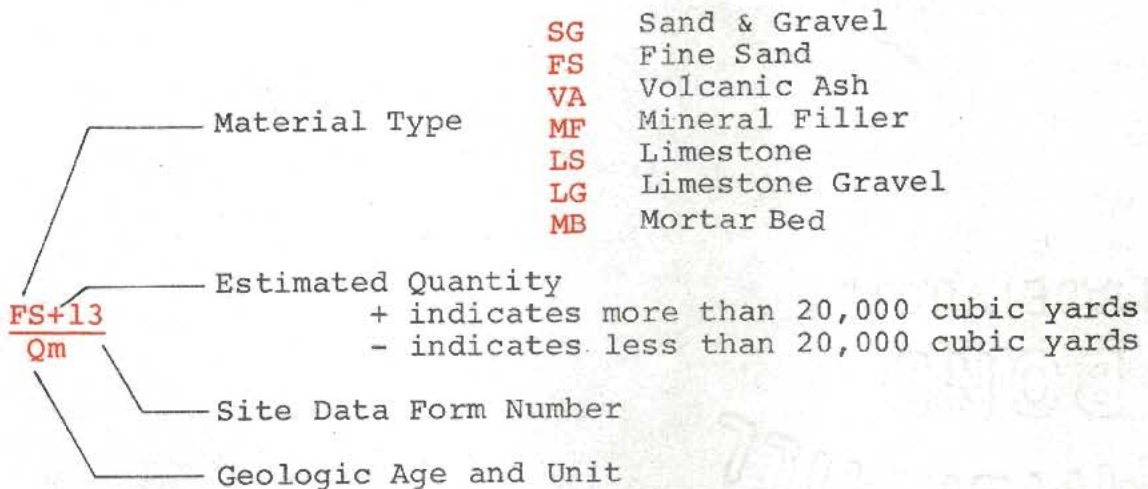 SG Sand & Gravel
FS Fine Sand
VA Volcanic Ash
Material Type MF Mineral Filler
LS Limestone
LG Limestone Gravel
MB Mortar Bed
Estimated Quantity
FS+13 + indicates more than 20,000 cubic yards
Qm - indicates less than 20,000 cubic yards
Site Data Form Number
Geologic Age and Unit